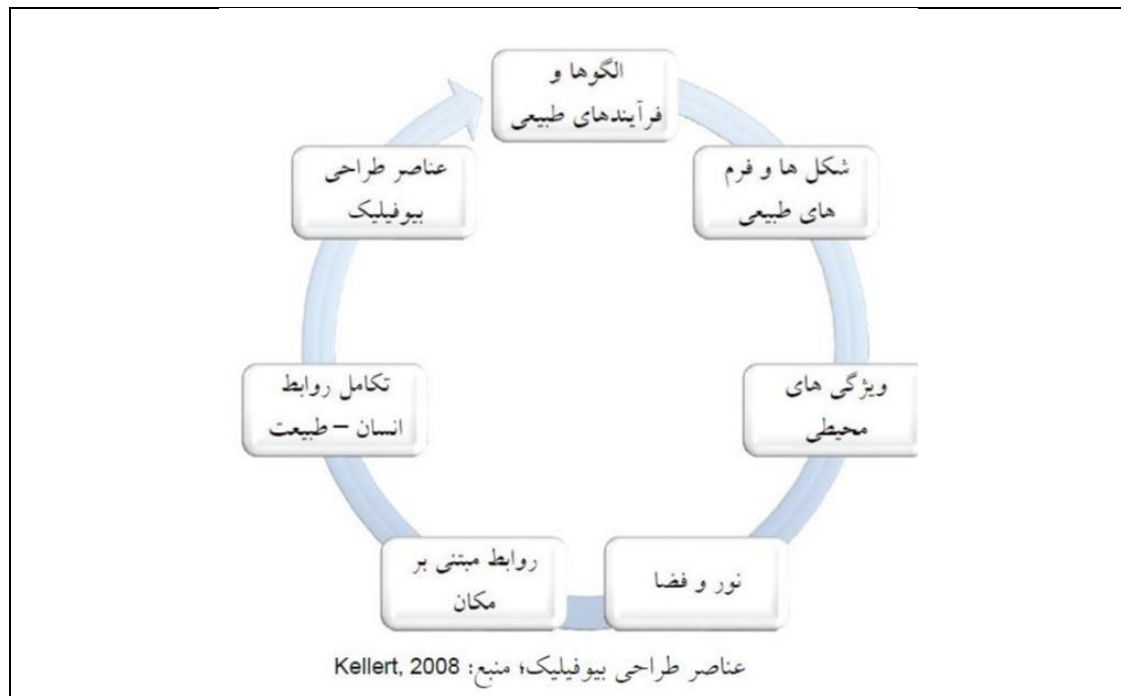 الگوها و
فرآیندهای طبیعی
شکل ها و فرم
های طبیعی
ویژگی های
محیطی
نور و فضا
روابط مبتنی بر
مکان
تکامل روابط
انسان – طبیعت
عناصر طراحی
بیوفیلیک
عناصر طراحی بیوفیلیک؛ منبع: Kellert, 2008